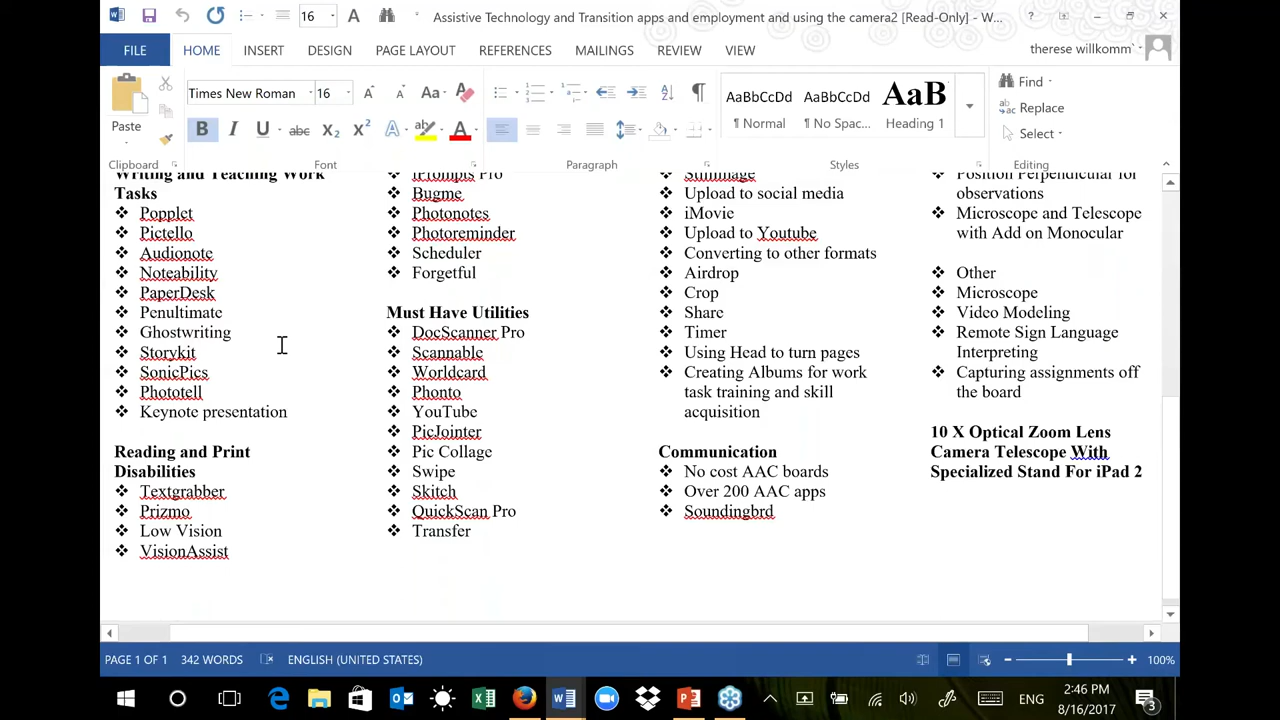 16
Assistive Technology and Transition apps and employment and using the camera2 [Read-Only] - W...
?
FILE
HOME
INSERT
DESIGN
PAGE LAYOUT
REFERENCES
MAILINGS
REVIEW
VIEW
therese willkomm`
Paste
Clipboard
Times New Roman
16
Font
Paragraph
AaBbCcDd
¶ Normal
AaBbCcDd
¶ No Spac...
AaB
Heading 1
Styles
Find
Replace
Select
Editing
Writing and Teaching Work
Tasks
Popplet
Pictello
Audionote
Noteability
PaperDesk
Penultimate
Ghostwriting
Storykit
SonicPics
Phototell
Keynote presentation
Reading and Print
Disabilities
Textgrabber
Prizmo
Low Vision
VisionAssist
iPrompts Pro
Bugme
Photonotes
Photoreminder
Scheduler
Forgetful
Must Have Utilities
DocScanner Pro
Scannable
Worldcard
Phonto
YouTube
PicJointer
Pic Collage
Swipe
Skitch
QuickScan Pro
Transfer
Upload to social media
iMovie
Upload to Youtube
Converting to other formats
Airdrop
Crop
Share
Timer
Using Head to turn pages
Creating Albums for work
task training and skill
acquisition
Communication
No cost AAC boards
Over 200 AAC apps
Soundingbrd
Position Perpendicular for
observations
Microscope and Telescope
with Add on Monocular
Other
Microscope
Video Modeling
Remote Sign Language
Interpreting
Capturing assignments off
the board
10 X Optical Zoom Lens
Camera Telescope With
Specialized Stand For iPad 2
PAGE 1 OF 1
342 WORDS
ENGLISH (UNITED STATES)
100%
ENG
2:46 PM
8/16/2017
3